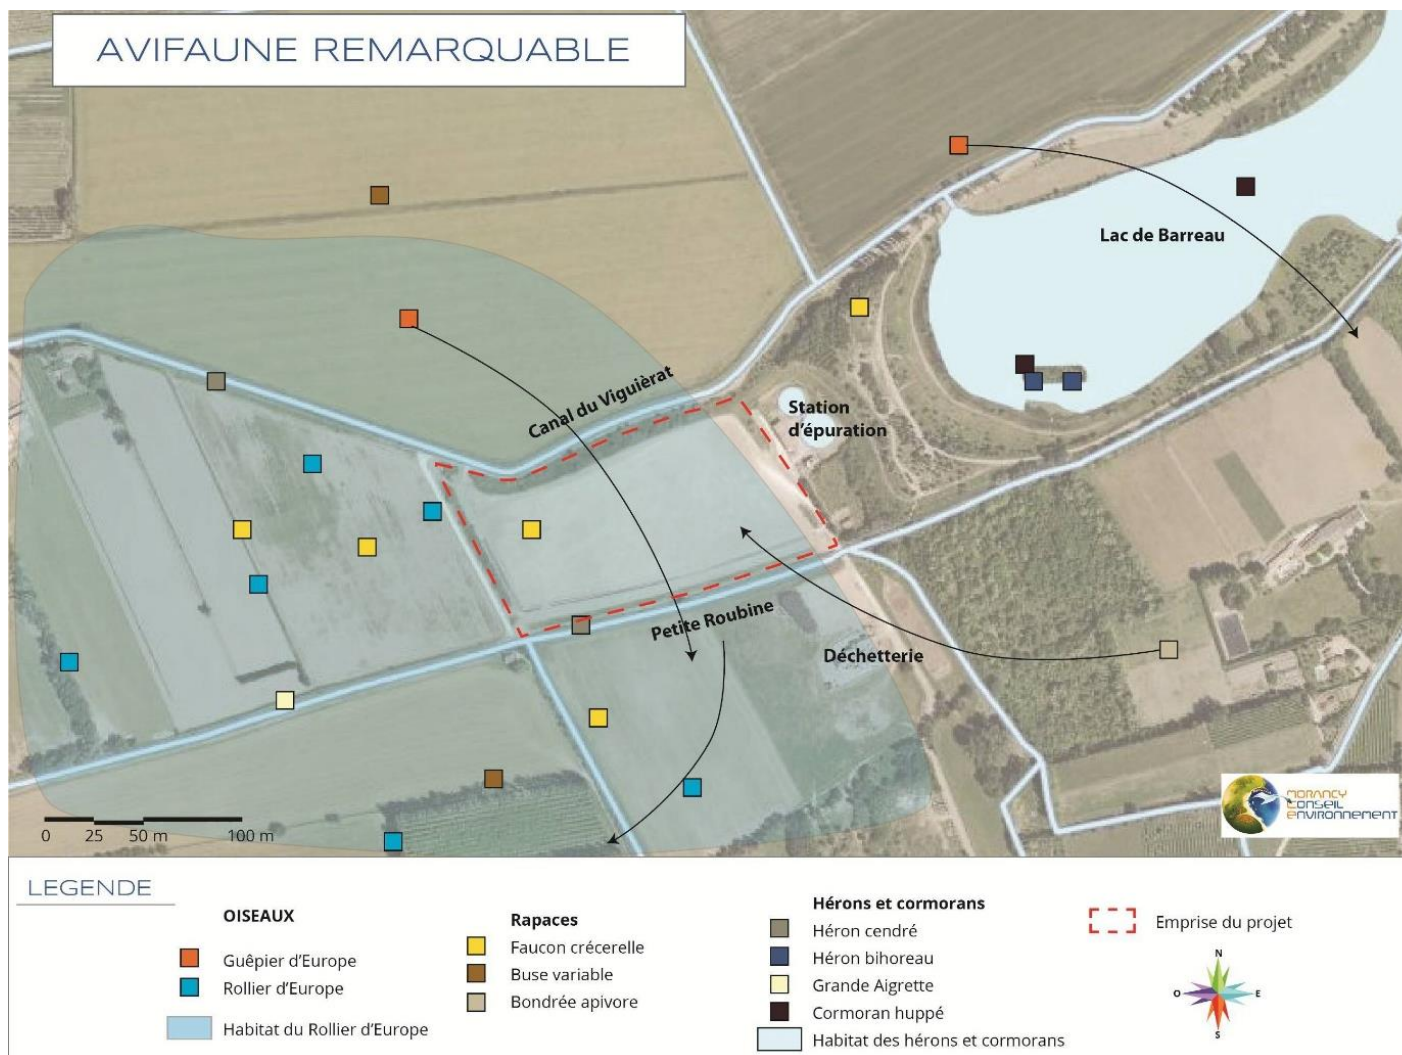 AVIFAUNE REMARQUABLE
Lac de Barreau
Canal du Viguièrat
Station
d'épuration
Petite Roubine
Déchetterie
0 25 50 m 100 m
MORANCY
CONSEIL
ENVIRONNEMENT
LEGENDE
OISEAUX
Guêpier d'Europe
Rollier d'Europe
Habitat du Rollier d'Europe
Rapaces
Faucon crécerelle
Buse variable
Bondrée apivore
Hérons et cormorans
Héron cendré
Héron bihoreau
Grande Aigrette
Cormoran huppé
Habitat des hérons et cormorans
Emprise du projet
N
O E
S